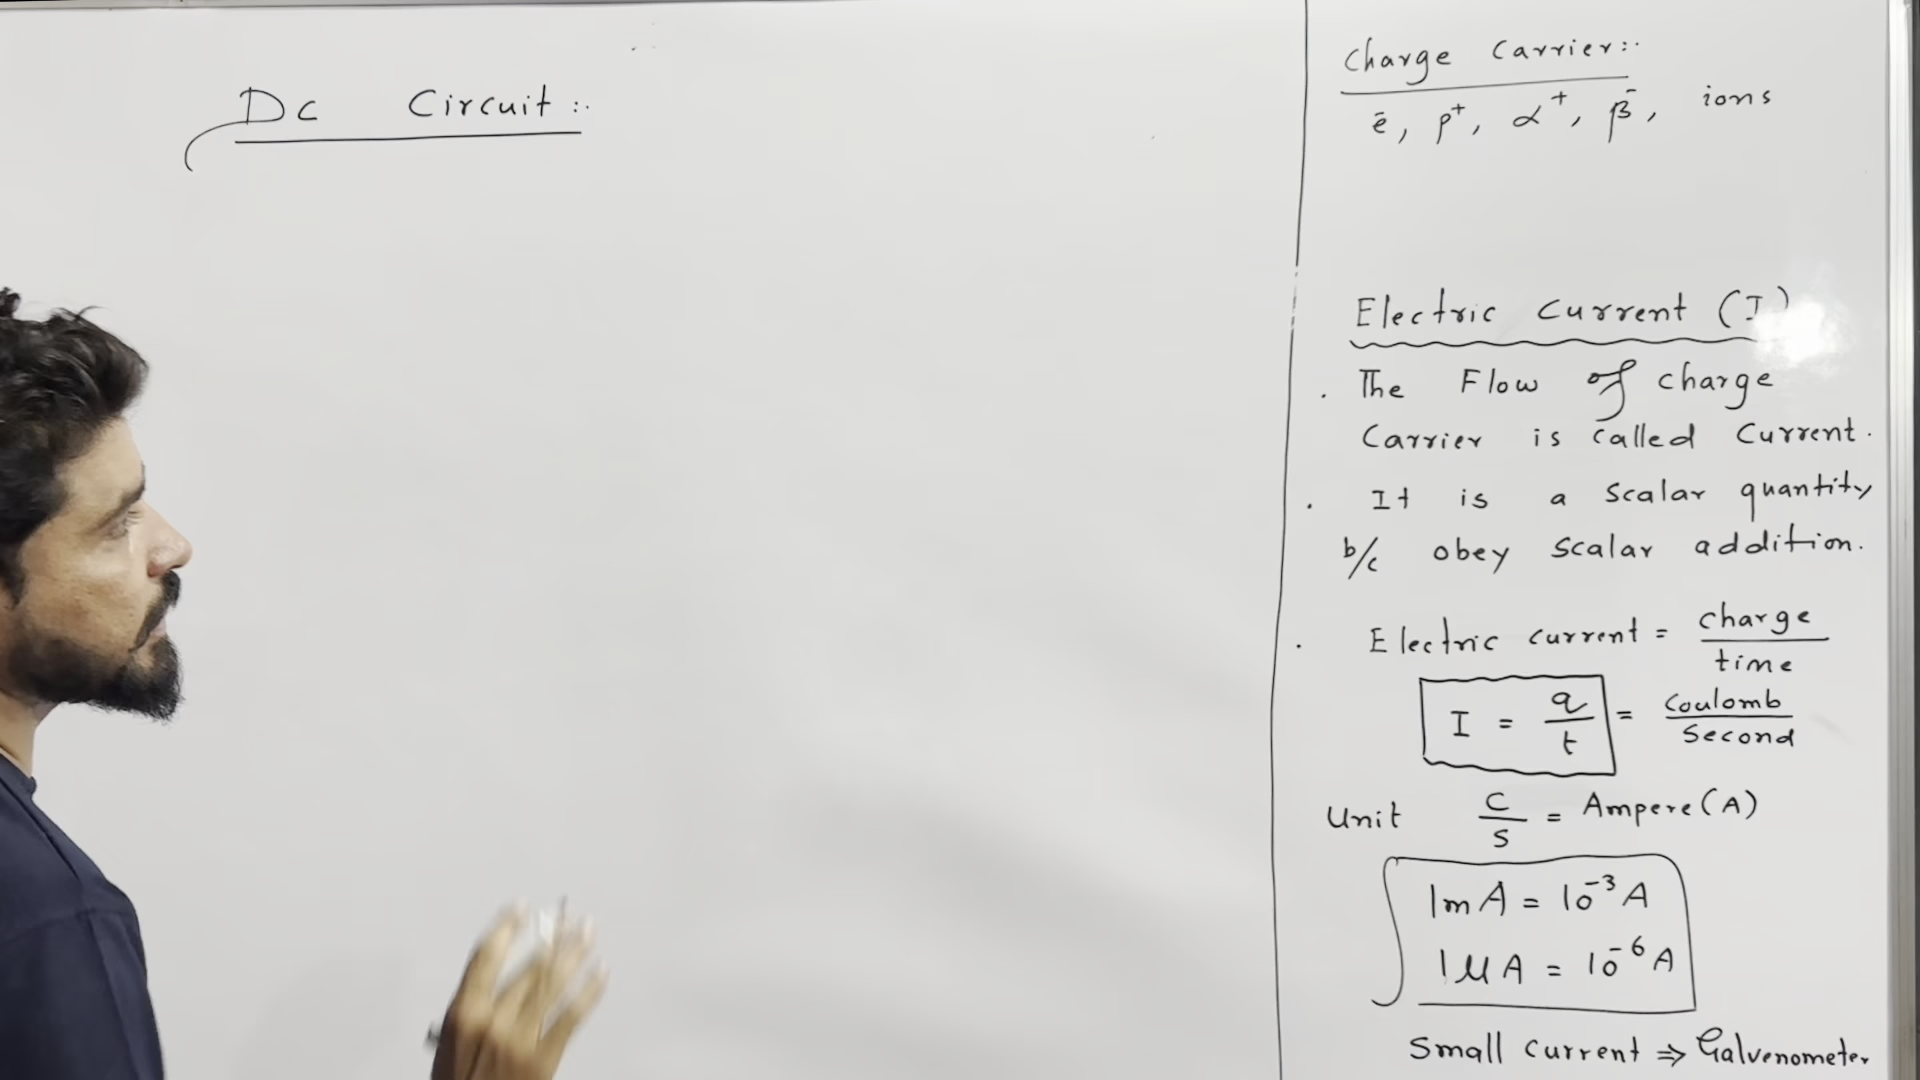 Dc Circuit :.
Charge Carrier :.
e⁻, p⁺, α⁺, β⁻, ions
Electric Current (I)
. The Flow of charge
Carrier is called Current.
. It is a Scalar quantity
b/c obey Scalar addition.
. Electric current = charge/time
I = q/t = Coulomb/Second
Unit C/S = Ampere (A)
1mA = 10⁻³A
1μA = 10⁻⁶A
Small current ⇒ Galvenometer